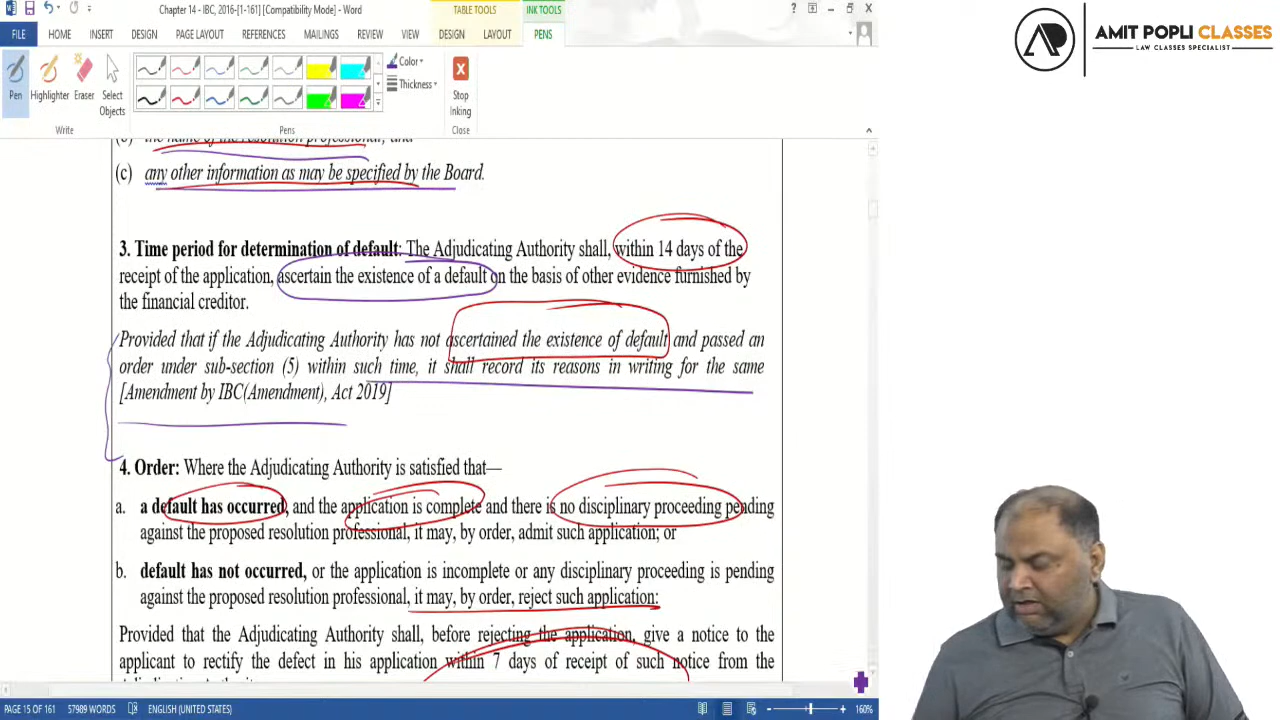 Chapter 14 - IBC, 2016-[1-161] [Compatibility Mode] - Word
TABLE TOOLS
INK TOOLS
FILE
HOME
INSERT
DESIGN
PAGE LAYOUT
REFERENCES
MAILINGS
REVIEW
VIEW
DESIGN
LAYOUT
PENS
Pen
Highlighter
Eraser
Select Objects
Color
Thickness
Stop Inking
Write
Pens
Close
AP
AMIT POPLI CLASSES
LAW CLASSES SPECIALIST
the name of the resolution professional; and
(c) any other information as may be specified by the Board.
3. Time period for determination of default: The Adjudicating Authority shall, within 14 days of the
receipt of the application, ascertain the existence of a default on the basis of other evidence furnished by
the financial creditor.
Provided that if the Adjudicating Authority has not ascertained the existence of default and passed an
order under sub-section (5) within such time, it shall record its reasons in writing for the same
[Amendment by IBC(Amendment), Act 2019]
4. Order: Where the Adjudicating Authority is satisfied that—
a. a default has occurred, and the application is complete and there is no disciplinary proceeding pending
against the proposed resolution professional, it may, by order, admit such application; or
b. default has not occurred, or the application is incomplete or any disciplinary proceeding is pending
against the proposed resolution professional, it may, by order, reject such application:
Provided that the Adjudicating Authority shall, before rejecting the application, give a notice to the
applicant to rectify the defect in his application within 7 days of receipt of such notice from the
PAGE 15 OF 161
57989 WORDS
ENGLISH (UNITED STATES)
160%